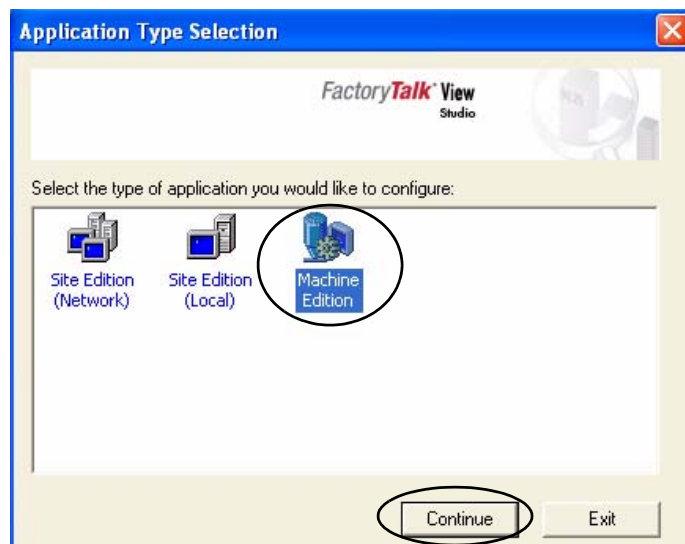 Application Type Selection
FactoryTalk View
Studio
Select the type of application you would like to configure:
Site Edition
(Network)
Site Edition
(Local)
Machine
Edition
Continue
Exit